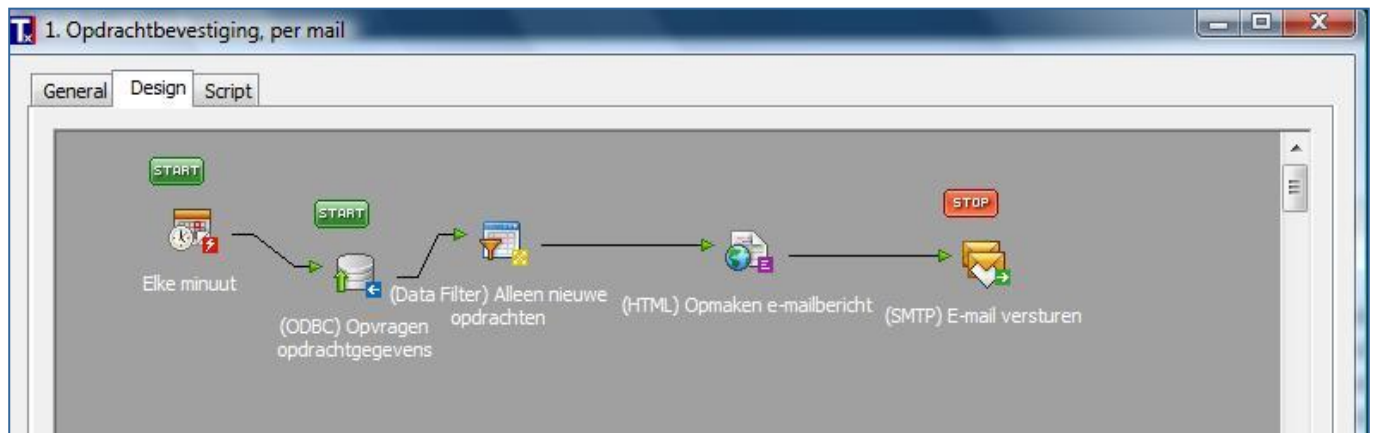 Tx 1. Opdrachtbevestiging, per mail
General Design Script
START
START
STOP
Elke minuut
(ODBC) Opvragen
opdrachtgegevens
(Data Filter) Alleen nieuwe
opdrachten
(HTML) Opmaken e-mailbericht
(SMTP) E-mail versturen